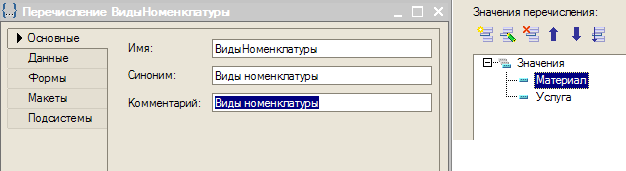 Перечисление ВидыНоменклатуры
Основные
Данные
Формы
Макеты
Подсистемы
Имя: ВидыНоменклатуры
Синоним: Виды номенклатуры
Комментарий: Виды номенклатуры
Значения перечисления:
Значения
Материал
Услуга